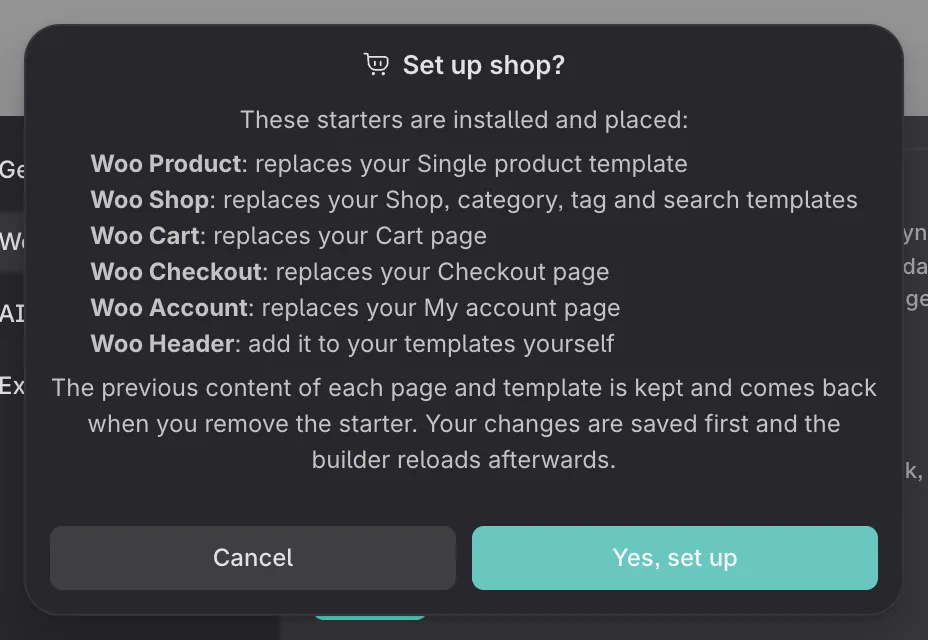 Set up shop?
These starters are installed and placed:
Woo Product: replaces your Single product template
Woo Shop: replaces your Shop, category, tag and search templates
Woo Cart: replaces your Cart page
Woo Checkout: replaces your Checkout page
Woo Account: replaces your My account page
Woo Header: add it to your templates yourself
The previous content of each page and template is kept and comes back
when you remove the starter. Your changes are saved first and the
builder reloads afterwards.
Cancel
Yes, set up